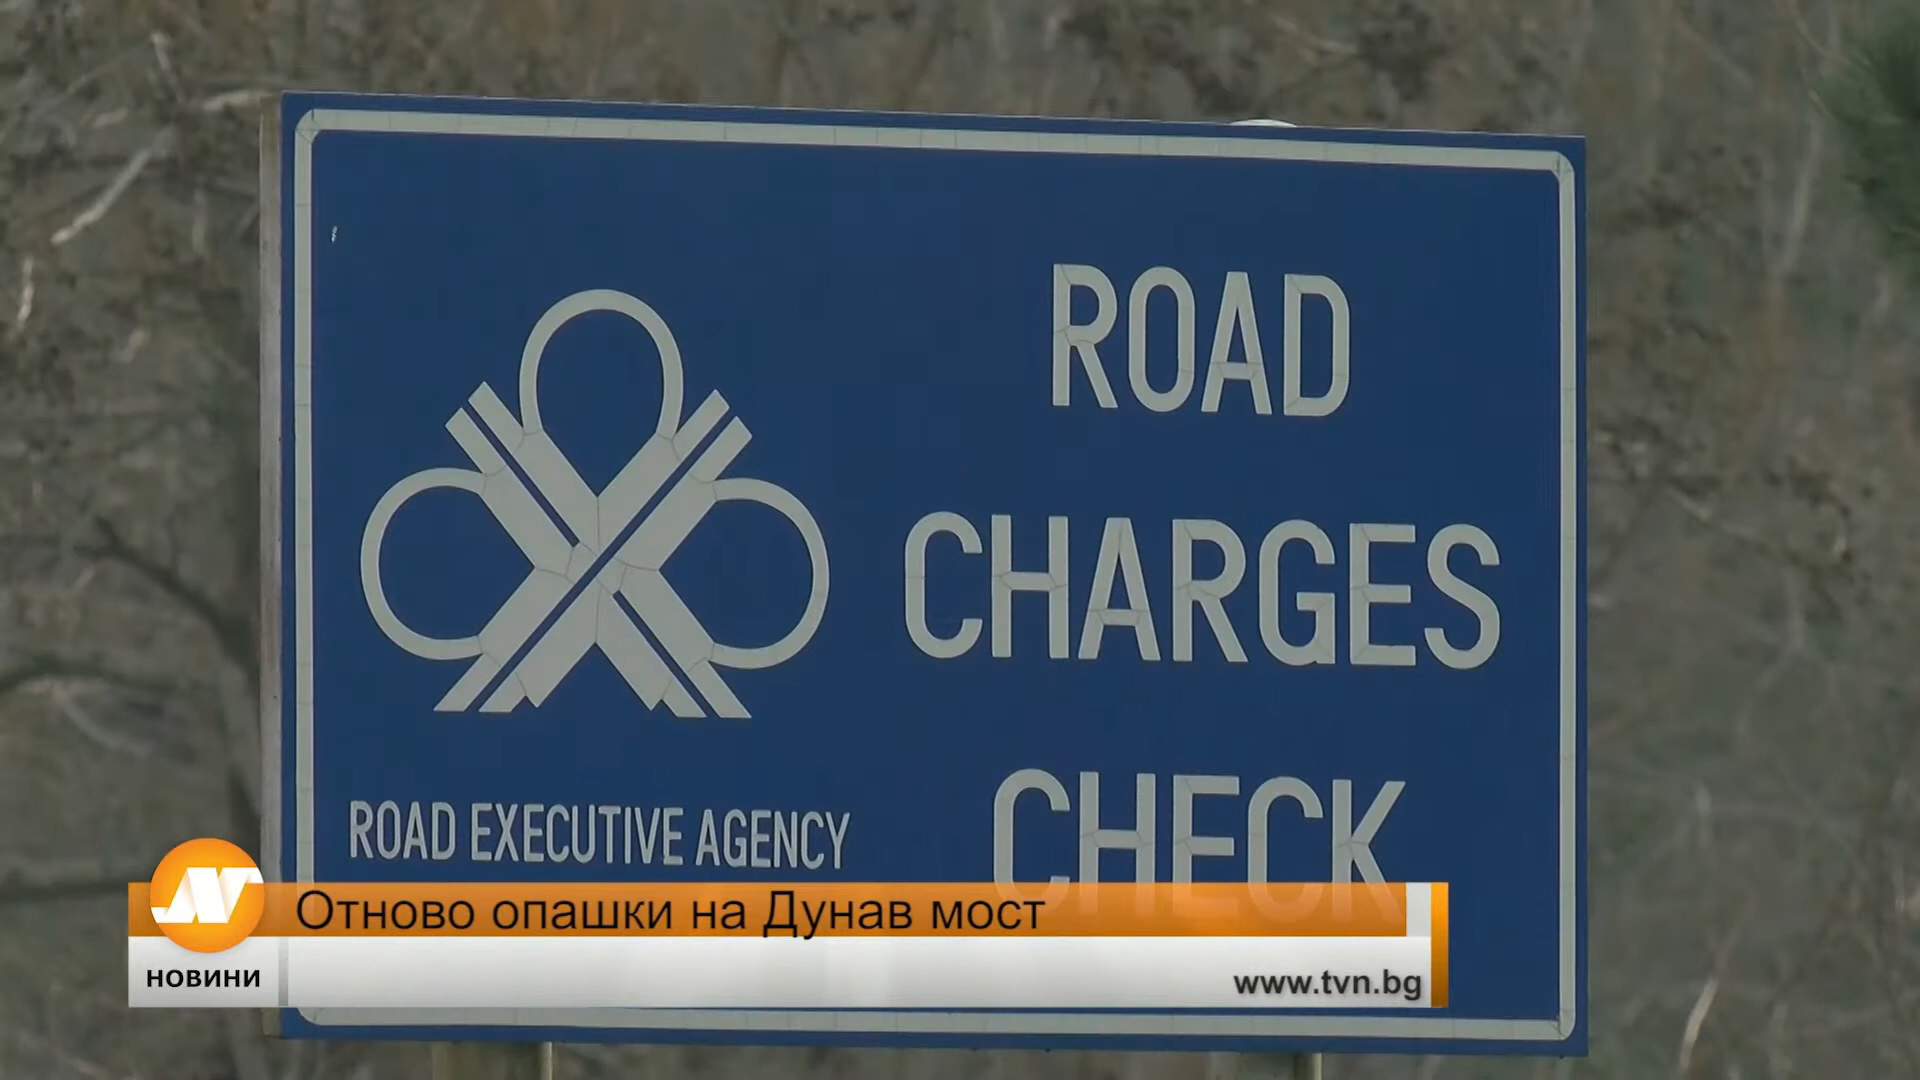 ROAD
CHARGES
CHECK
ROAD EXECUTIVE AGENCY
Отново опашки на Дунав мост
НОВИНИ
www.tvn.bg